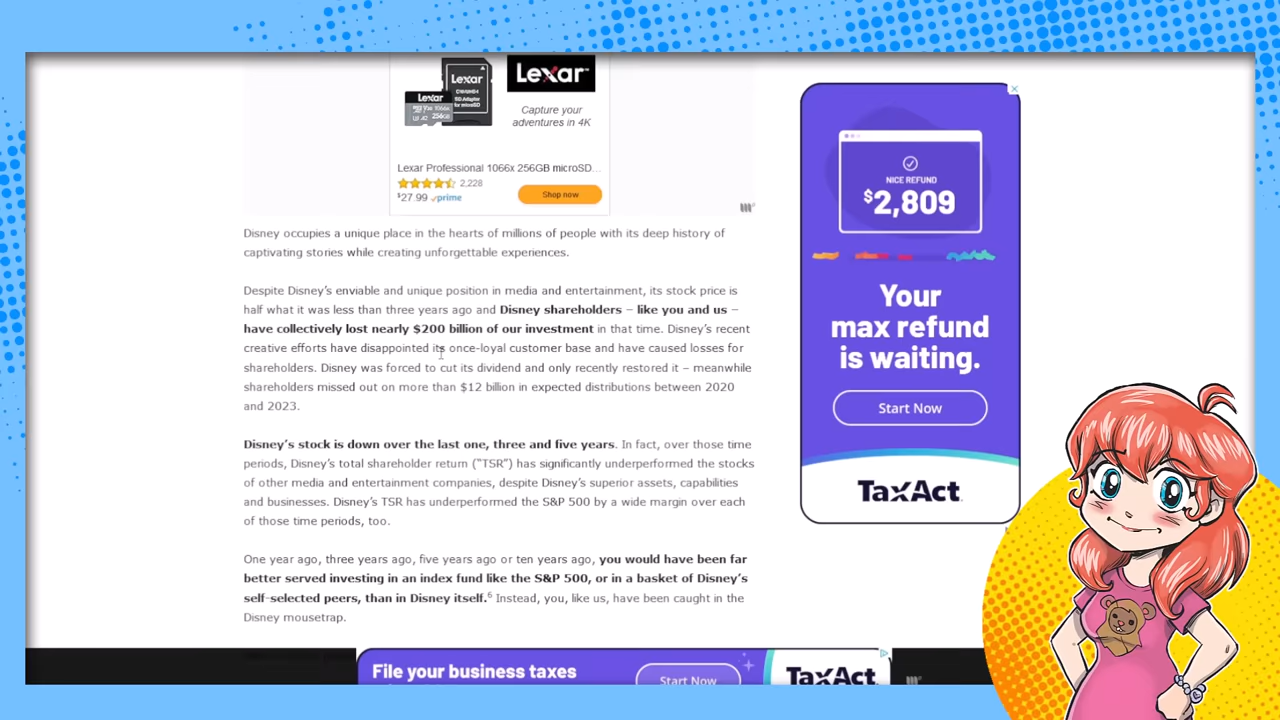 Lexar
Lexar
Lexar
256GB
Capture your
adventures in 4K
Lexar Professional 1066x 256GB microSD...
2,228
$27.99 prime
Shop now
Disney occupies a unique place in the hearts of millions of people with its deep history of
captivating stories while creating unforgettable experiences.
Despite Disney’s enviable and unique position in media and entertainment, its stock price is
half what it was less than three years ago and Disney shareholders – like you and us –
have collectively lost nearly $200 billion of our investment in that time. Disney’s recent
creative efforts have disappointed its once-loyal customer base and have caused losses for
shareholders. Disney was forced to cut its dividend and only recently restored it – meanwhile
shareholders missed out on more than $12 billion in expected distributions between 2020
and 2023.
Disney’s stock is down over the last one, three and five years. In fact, over those time
periods, Disney’s total shareholder return (“TSR”) has significantly underperformed the stocks
of other media and entertainment companies, despite Disney’s superior assets, capabilities
and businesses. Disney’s TSR has underperformed the S&P 500 by a wide margin over each
of those time periods, too.
One year ago, three years ago, five years ago or ten years ago, you would have been far
better served investing in an index fund like the S&P 500, or in a basket of Disney’s
self-selected peers, than in Disney itself.6 Instead, you, like us, have been caught in the
Disney mousetrap.
NICE REFUND
$2,809
Your
max refund
is waiting.
Start Now
TaxAct
File your business taxes
Start Now
TaxAct